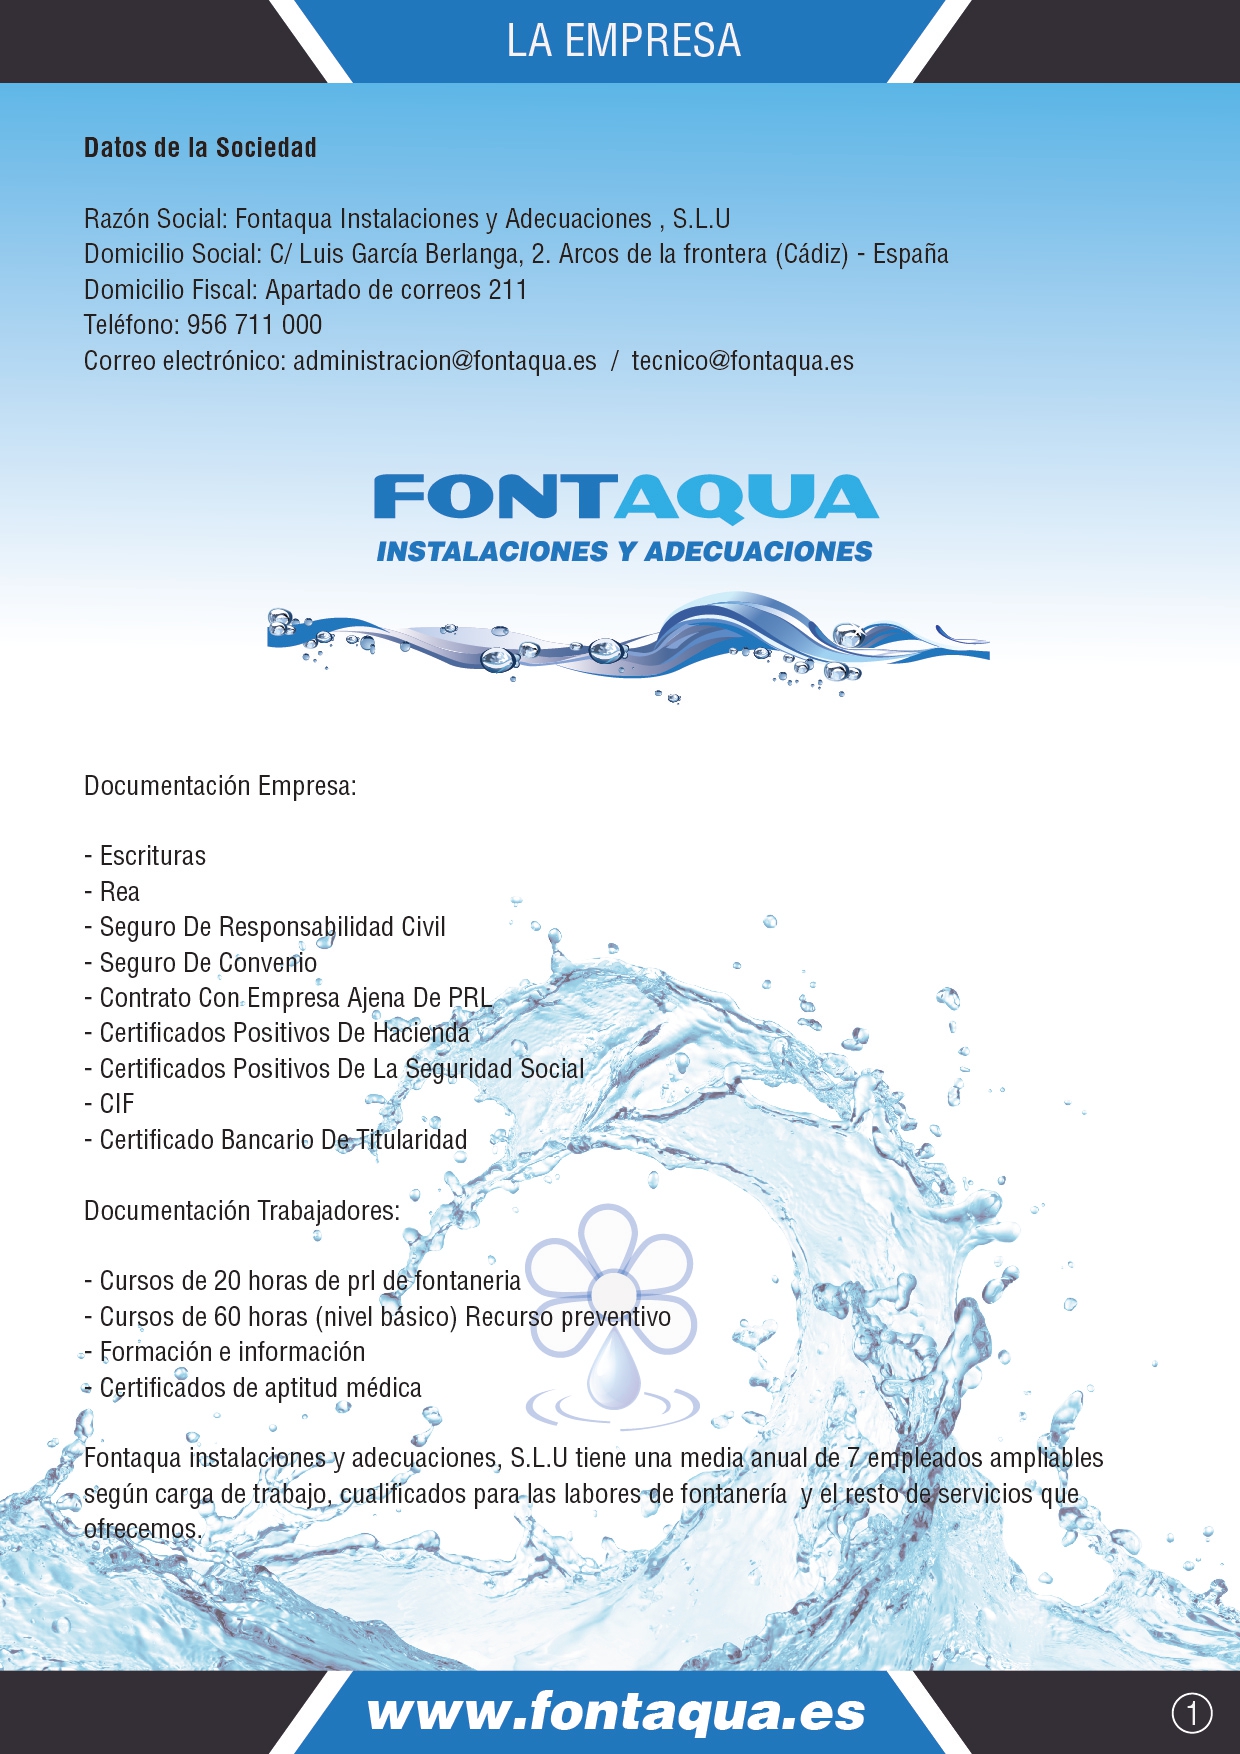 LA EMPRESA
Datos de la Sociedad
Razón Social: Fontaqua Instalaciones y Adecuaciones , S.L.U
Domicilio Social: C/ Luis García Berlanga, 2. Arcos de la frontera (Cádiz) - España
Domicilio Fiscal: Apartado de correos 211
Teléfono: 956 711 000
Correo electrónico: administracion@fontaqua.es / tecnico@fontaqua.es
FONTAQUA
INSTALACIONES Y ADECUACIONES
Documentación Empresa:
- Escrituras
- Rea
- Seguro De Responsabilidad Civil
- Seguro De Convenio
- Contrato Con Empresa Ajena De PRL
- Certificados Positivos De Hacienda
- Certificados Positivos De La Seguridad Social
- CIF
- Certificado Bancario De Titularidad
Documentación Trabajadores:
- Cursos de 20 horas de prl de fontaneria
- Cursos de 60 horas (nivel básico) Recurso preventivo
- Formación e información
- Certificados de aptitud médica
Fontaqua instalaciones y adecuaciones, S.L.U tiene una media anual de 7 empleados ampliables
según carga de trabajo, cualificados para las labores de fontanería y el resto de servicios que
ofrecemos.
www.fontaqua.es
1